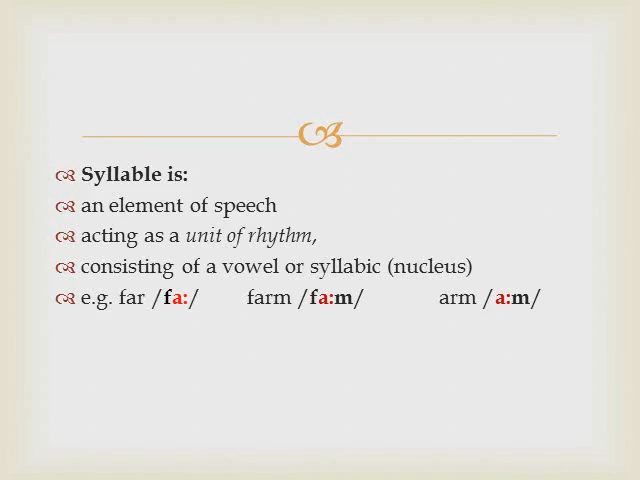 Syllable is:
an element of speech
acting as a unit of rhythm,
consisting of a vowel or syllabic (nucleus)
e.g. far /fa:/ farm /fa:m/ arm /a:m/